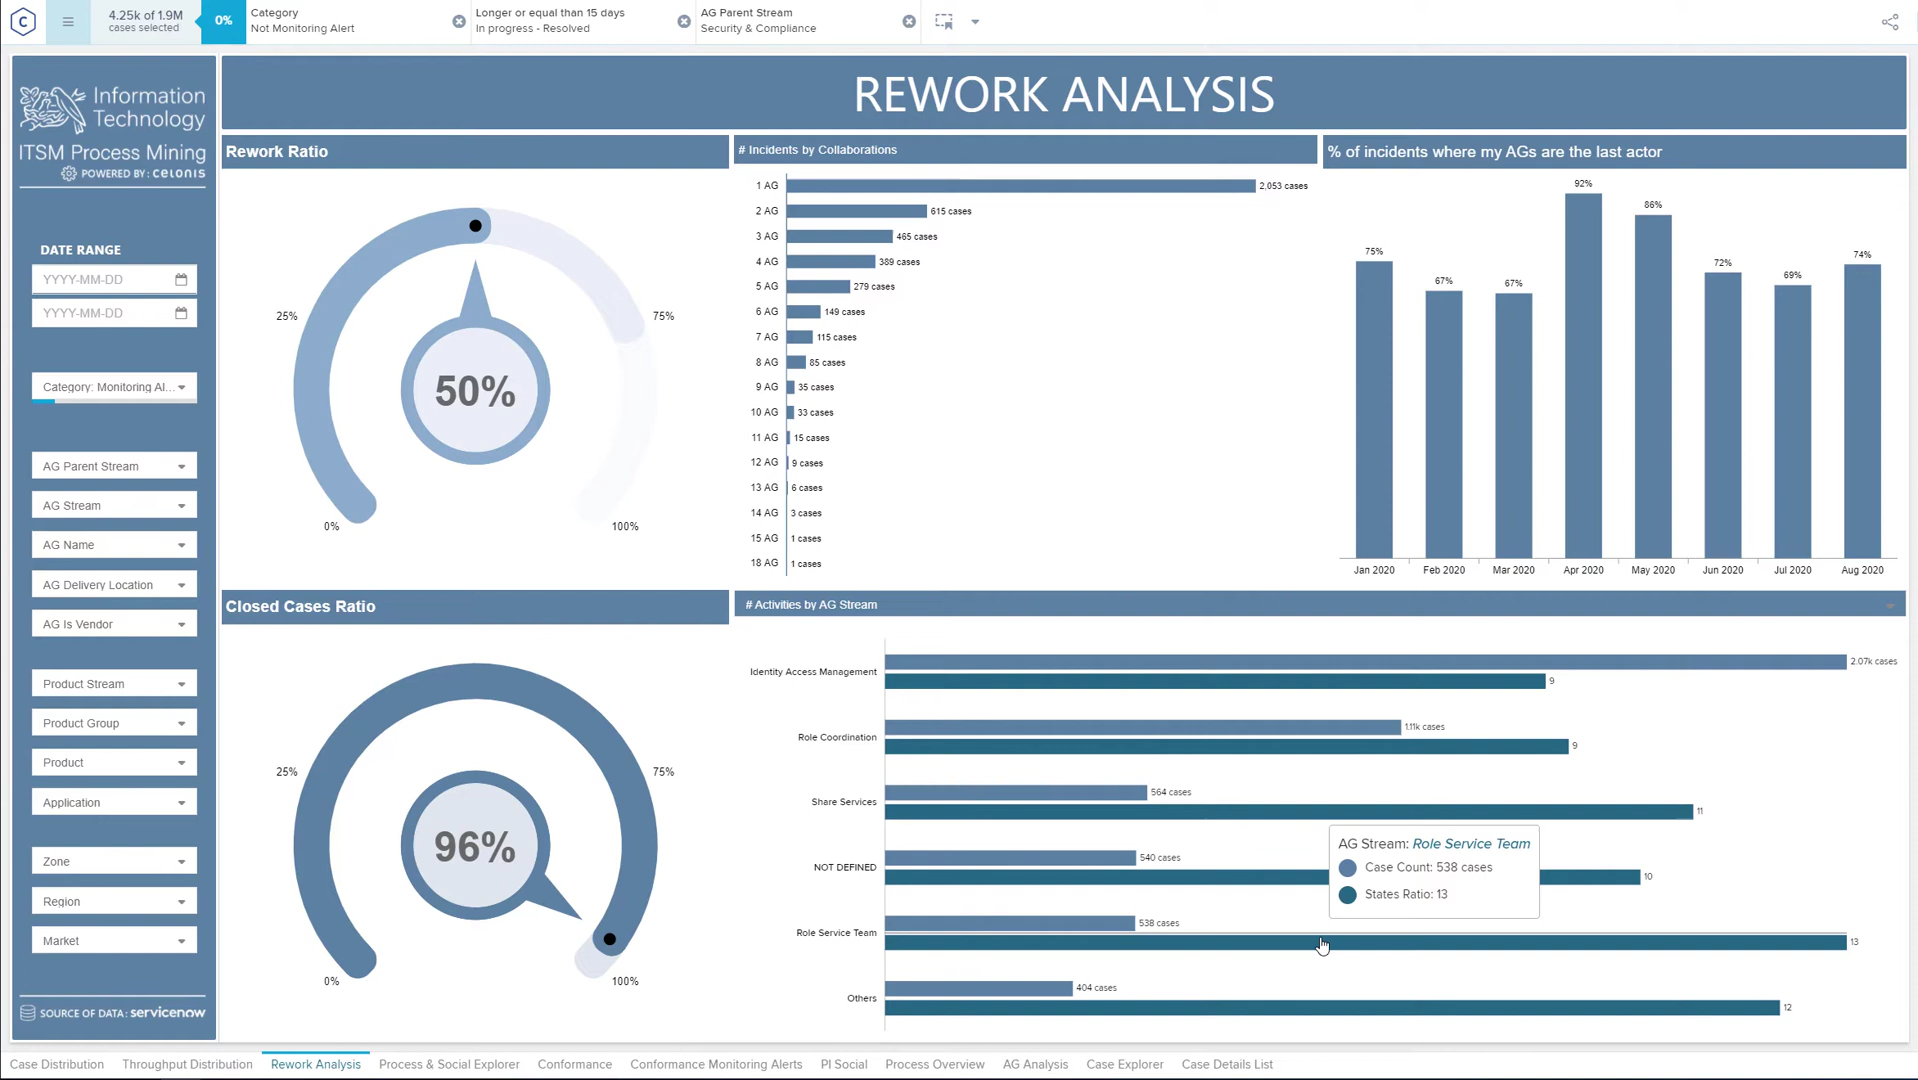 C
4.25k of 1.9M
cases selected
0%
Category
Not Monitoring Alert
Longer or equal than 15 days
In progress - Resolved
AG Parent Stream
Security & Compliance
Information
Technology
ITSM Process Mining
POWERED BY: celonis
DATE RANGE
YYYY-MM-DD
YYYY-MM-DD
Category: Monitoring Al...
AG Parent Stream
AG Stream
AG Name
AG Delivery Location
AG Is Vendor
Product Stream
Product Group
Product
Application
Zone
Region
Market
SOURCE OF DATA: servicenow
REWORK ANALYSIS
Rework Ratio
25%
75%
50%
0%
100%
# Incidents by Collaborations
1 AG 2,053 cases
2 AG 615 cases
3 AG 465 cases
4 AG 389 cases
5 AG 279 cases
6 AG 149 cases
7 AG 115 cases
8 AG 85 cases
9 AG 35 cases
10 AG 33 cases
11 AG 15 cases
12 AG 9 cases
13 AG 6 cases
14 AG 3 cases
15 AG 1 cases
18 AG 1 cases
% of incidents where my AGs are the last actor
75%
67%
67%
92%
86%
72%
69%
74%
Jan 2020
Feb 2020
Mar 2020
Apr 2020
May 2020
Jun 2020
Jul 2020
Aug 2020
Closed Cases Ratio
25%
75%
96%
0%
100%
# Activities by AG Stream
Identity Access Management
2.07k cases
9
Role Coordination
1.11k cases
9
Share Services
564 cases
11
NOT DEFINED
540 cases
10
Role Service Team
538 cases
13
Others
404 cases
12
AG Stream: Role Service Team
Case Count: 538 cases
States Ratio: 13
Case Distribution
Throughput Distribution
Rework Analysis
Process & Social Explorer
Conformance
Conformance Monitoring Alerts
PI Social
Process Overview
AG Analysis
Case Explorer
Case Details List